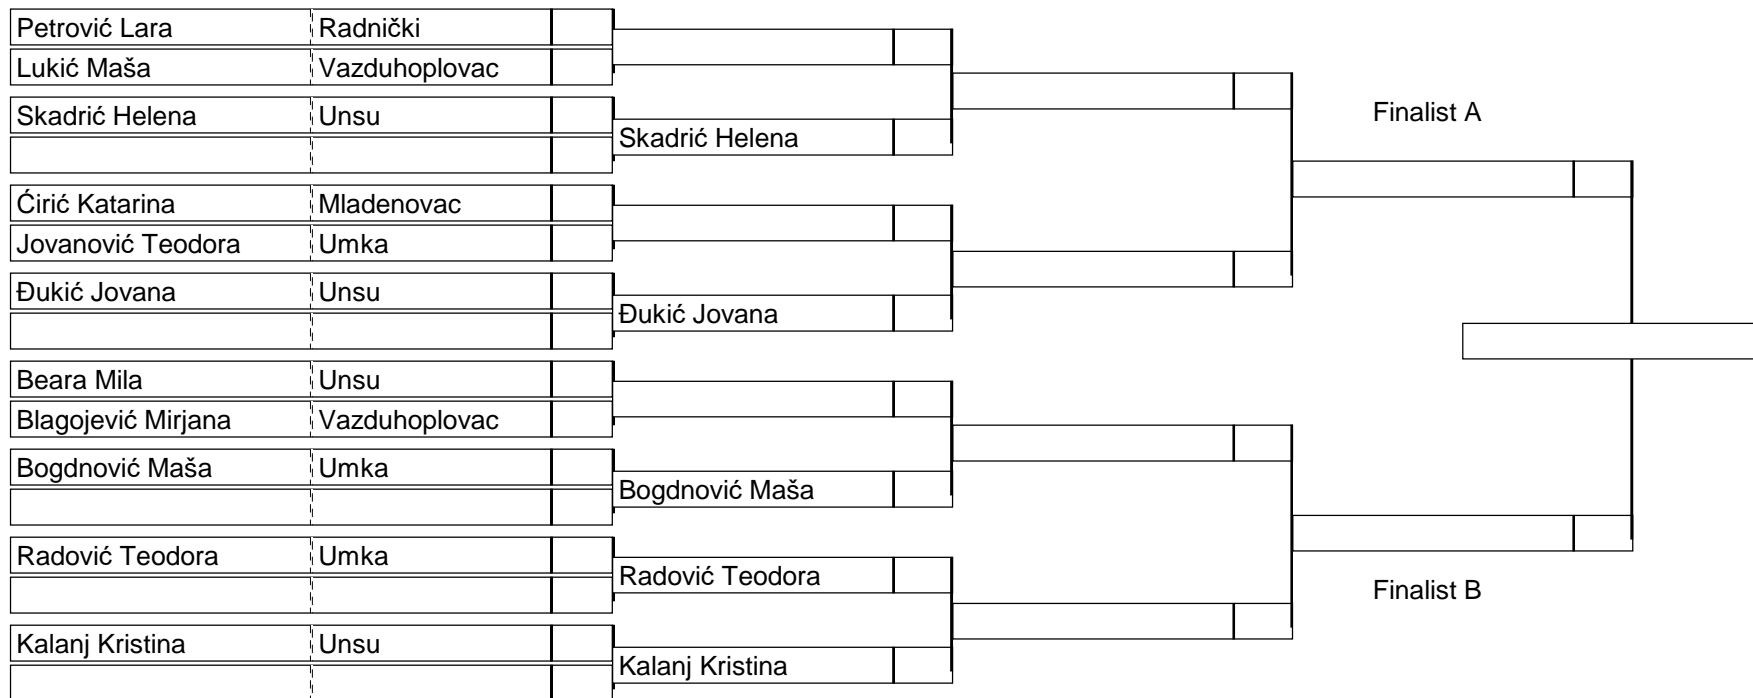 Petrović Lara Radnički
Lukić Maša Vazduhoplovac
Skadrić Helena Unsu
Skadrić Helena
Ćirić Katarina Mladenovac
Jovanović Teodora Umka
Đukić Jovana Unsu
Đukić Jovana
Beara Mila Unsu
Blagojević Mirjana Vazduhoplovac
Bogdnović Maša Umka
Bogdnović Maša
Radović Teodora Umka
Radović Teodora
Kalanj Kristina Unsu
Kalanj Kristina
Finalist A
Finalist B